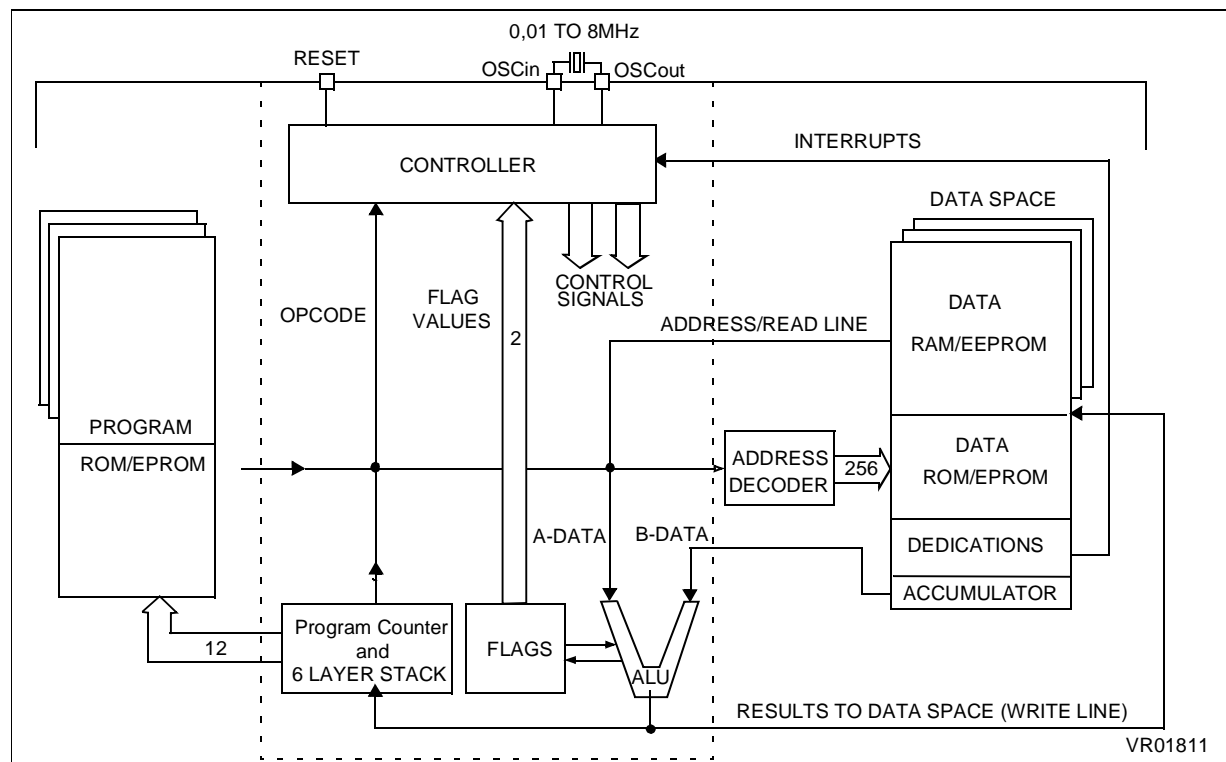 0,01 TO 8MHz
RESET
OSCin
OSCout
INTERRUPTS
CONTROLLER
DATA SPACE
CONTROL
SIGNALS
OPCODE
FLAG
VALUES
2
ADDRESS/READ LINE
DATA
RAM/EEPROM
PROGRAM
ROM/EPROM
ADDRESS
DECODER
256
DATA
ROM/EPROM
A-DATA
B-DATA
DEDICATIONS
ACCUMULATOR
12
Program Counter
and
6 LAYER STACK
FLAGS
ALU
RESULTS TO DATA SPACE (WRITE LINE)
VR01811